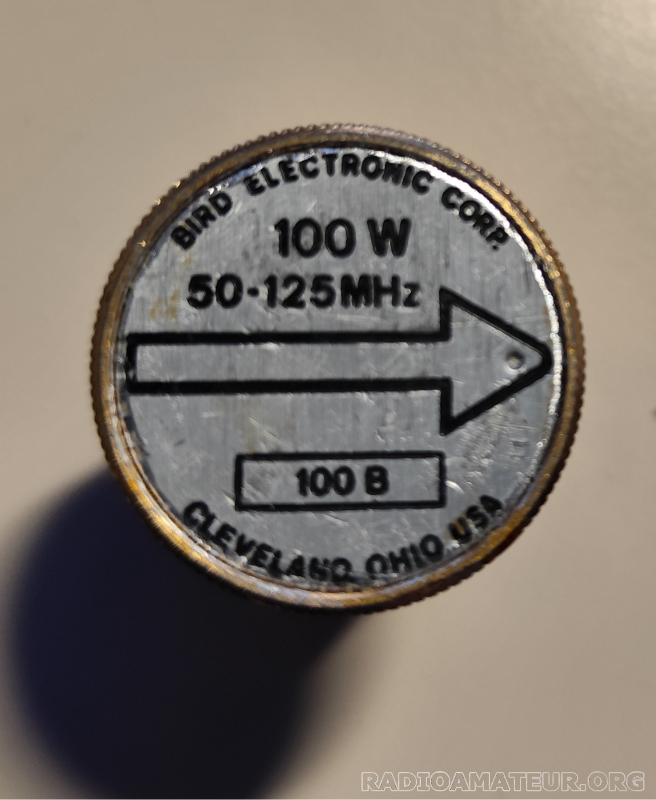 BIRD ELECTRONIC CORP.
100 W
50-125MHz
100 B
CLEVELAND, OHIO USA
RADIOAMATEUR.ORG